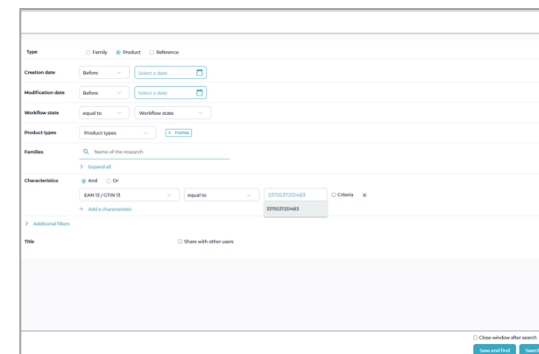 Type Family Product Reference
Creation date Before Select a date
Modification date Before Select a date
Workflow state equal to Workflow state
Product types Product types
Families Name of the research
Expand all
Characteristics And Or
EAN 13 / GTIN 13 equal to 3375537251483 Criteria X
+ Add a characteristic 3375537251483
Additional filters
Title Share with other users
Close window after search
Save and find Search